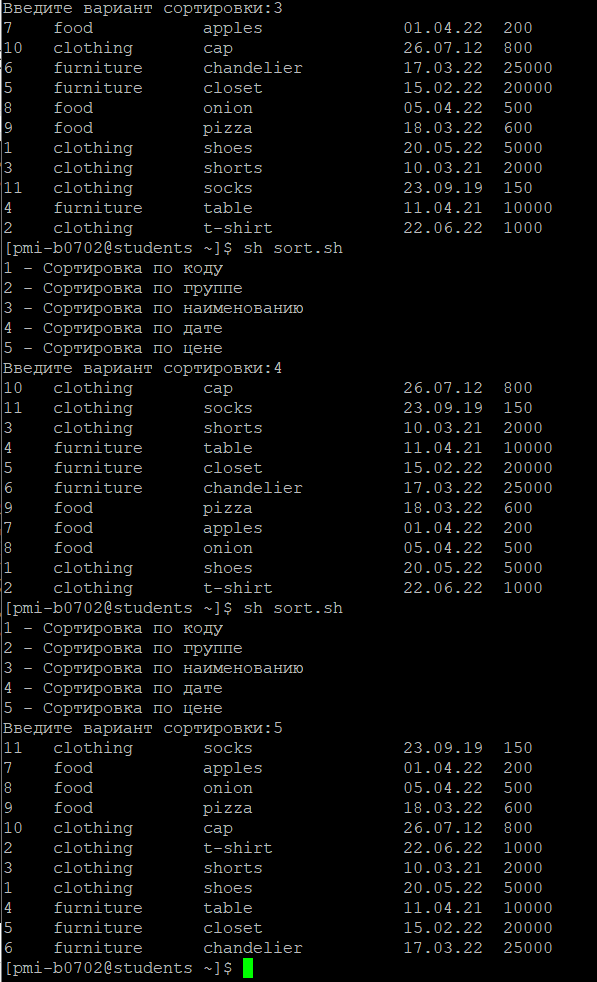 Введите вариант сортировки:3
7    food           apples              01.04.22  200
10   clothing       cap                 26.07.12  800
6    furniture      chandelier          17.03.22  25000
5    furniture      closet              15.02.22  20000
8    food           onion               05.04.22  500
9    food           pizza               18.03.22  600
1    clothing       shoes               20.05.22  5000
3    clothing       shorts              10.03.21  2000
11   clothing       socks               23.09.19  150
4    furniture      table               11.04.21  10000
2    clothing       t-shirt             22.06.22  1000
[pmi-b0702@students ~]$ sh sort.sh
1 - Сортировка по коду
2 - Сортировка по группе
3 - Сортировка по наименованию
4 - Сортировка по дате
5 - Сортировка по цене
Введите вариант сортировки:4
10   clothing       cap                 26.07.12  800
11   clothing       socks               23.09.19  150
3    clothing       shorts              10.03.21  2000
4    furniture      table               11.04.21  10000
5    furniture      closet              15.02.22  20000
6    furniture      chandelier          17.03.22  25000
9    food           pizza               18.03.22  600
7    food           apples              01.04.22  200
8    food           onion               05.04.22  500
1    clothing       shoes               20.05.22  5000
2    clothing       t-shirt             22.06.22  1000
[pmi-b0702@students ~]$ sh sort.sh
1 - Сортировка по коду
2 - Сортировка по группе
3 - Сортировка по наименованию
4 - Сортировка по дате
5 - Сортировка по цене
Введите вариант сортировки:5
11   clothing       socks               23.09.19  150
7    food           apples              01.04.22  200
8    food           onion               05.04.22  500
9    food           pizza               18.03.22  600
10   clothing       cap                 26.07.12  800
2    clothing       t-shirt             22.06.22  1000
3    clothing       shorts              10.03.21  2000
1    clothing       shoes               20.05.22  5000
4    furniture      table               11.04.21  10000
5    furniture      closet              15.02.22  20000
6    furniture      chandelier          17.03.22  25000
[pmi-b0702@students ~]$